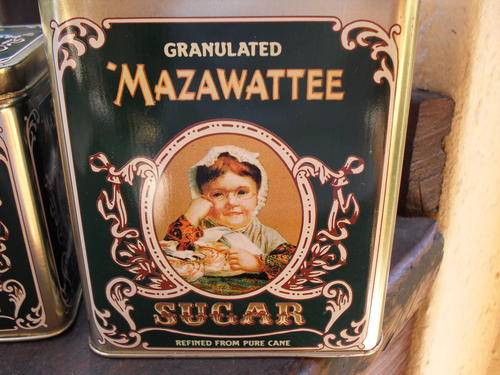 GRANULATED
'MAZAWATTEE
SUGAR
REFINED FROM PURE CANE